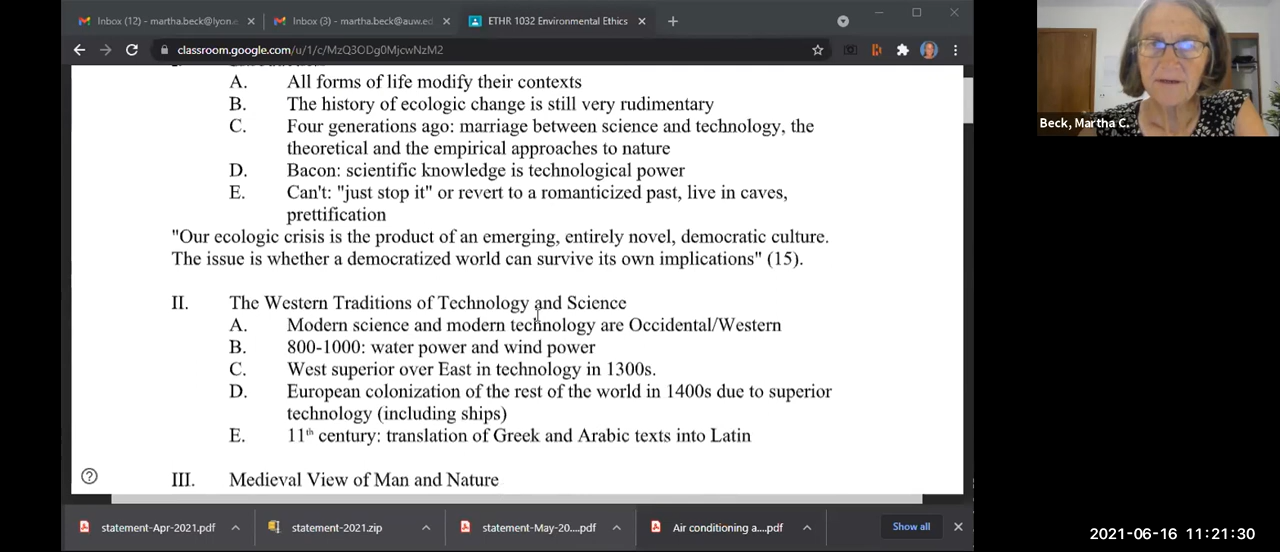 Inbox (12) - martha.beck@lyon.e
Inbox (3) - martha.beck@auw.ed
ETHR 1032 Environmental Ethics
classroom.google.com/u/1/c/MzQ3ODg0MjcwNzM2
A. All forms of life modify their contexts
B. The history of ecologic change is still very rudimentary
C. Four generations ago: marriage between science and technology, the
theoretical and the empirical approaches to nature
D. Bacon: scientific knowledge is technological power
E. Can't: "just stop it" or revert to a romanticized past, live in caves,
prettification
"Our ecologic crisis is the product of an emerging, entirely novel, democratic culture.
The issue is whether a democratized world can survive its own implications" (15).
II. The Western Traditions of Technology and Science
A. Modern science and modern technology are Occidental/Western
B. 800-1000: water power and wind power
C. West superior over East in technology in 1300s.
D. European colonization of the rest of the world in 1400s due to superior
technology (including ships)
E. 11th century: translation of Greek and Arabic texts into Latin
III. Medieval View of Man and Nature
statement-Apr-2021.pdf
statement-2021.zip
statement-May-20....pdf
Air conditioning a....pdf
Show all
Beck, Martha C.
2021-06-16 11:21:30